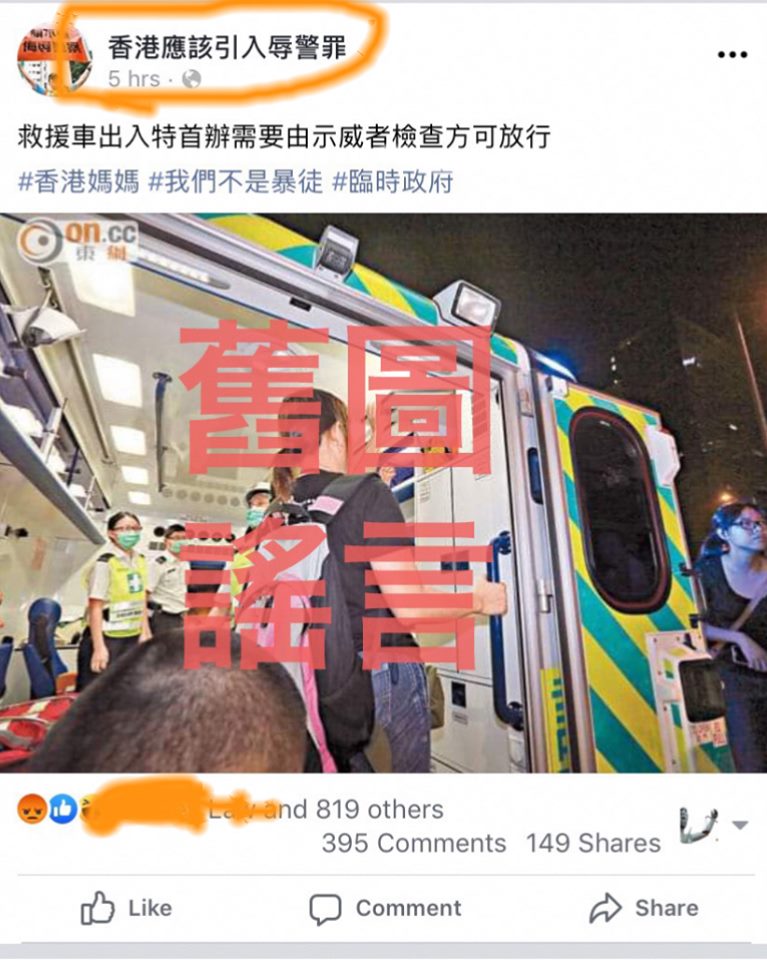 香港應該引入辱警罪
5 hrs ·
救援車出入特首辦需要由示威者檢查方可放行
#香港媽媽 #我們不是暴徒 #臨時政府
on.cc
東網
舊圖
謠言
and 819 others
395 Comments 149 Shares
Like Comment Share